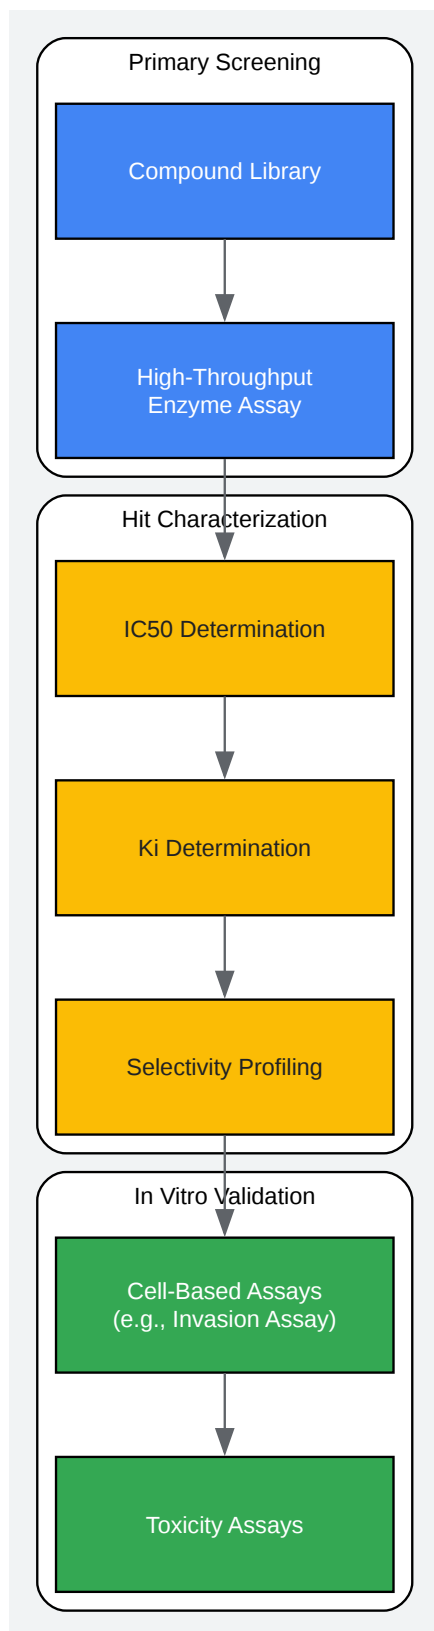 Primary Screening
Compound Library
High-Throughput
Enzyme Assay
Hit Characterization
IC50 Determination
Ki Determination
Selectivity Profiling
In Vitro Validation
Cell-Based Assays
(e.g., Invasion Assay)
Toxicity Assays